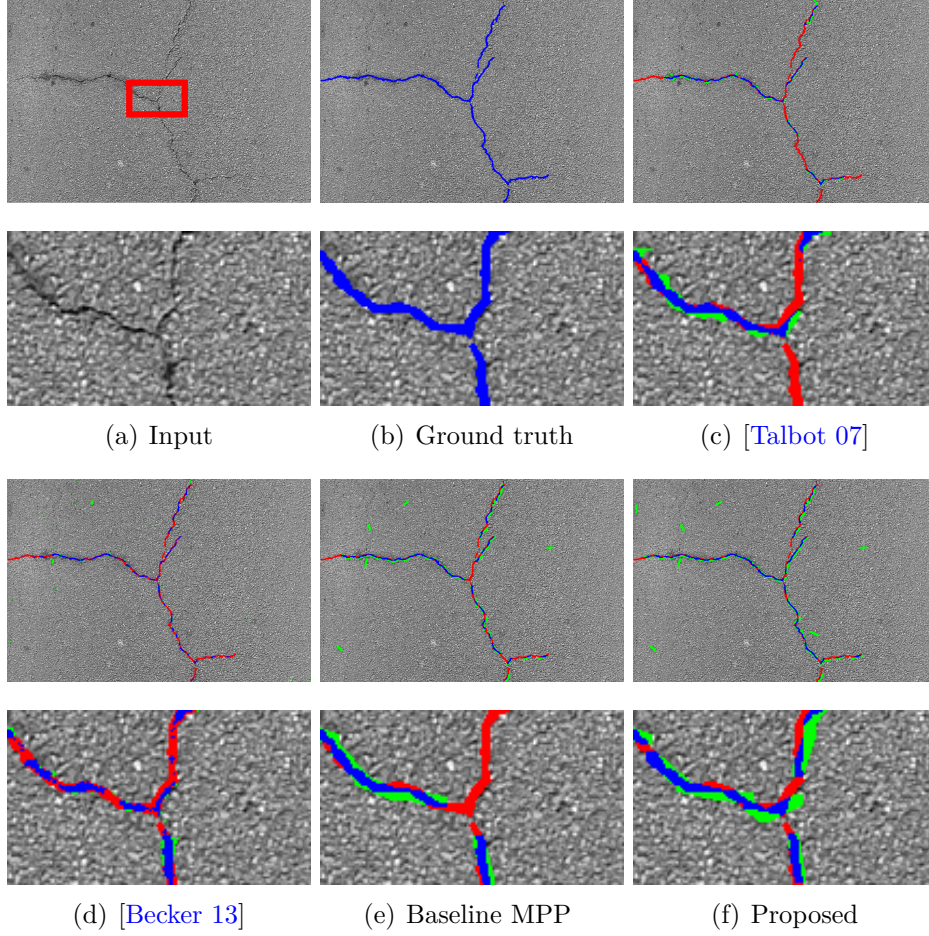 (a) Input
(b) Ground truth
(c) [Talbot 07]
(d) [Becker 13]
(e) Baseline MPP
(f) Proposed